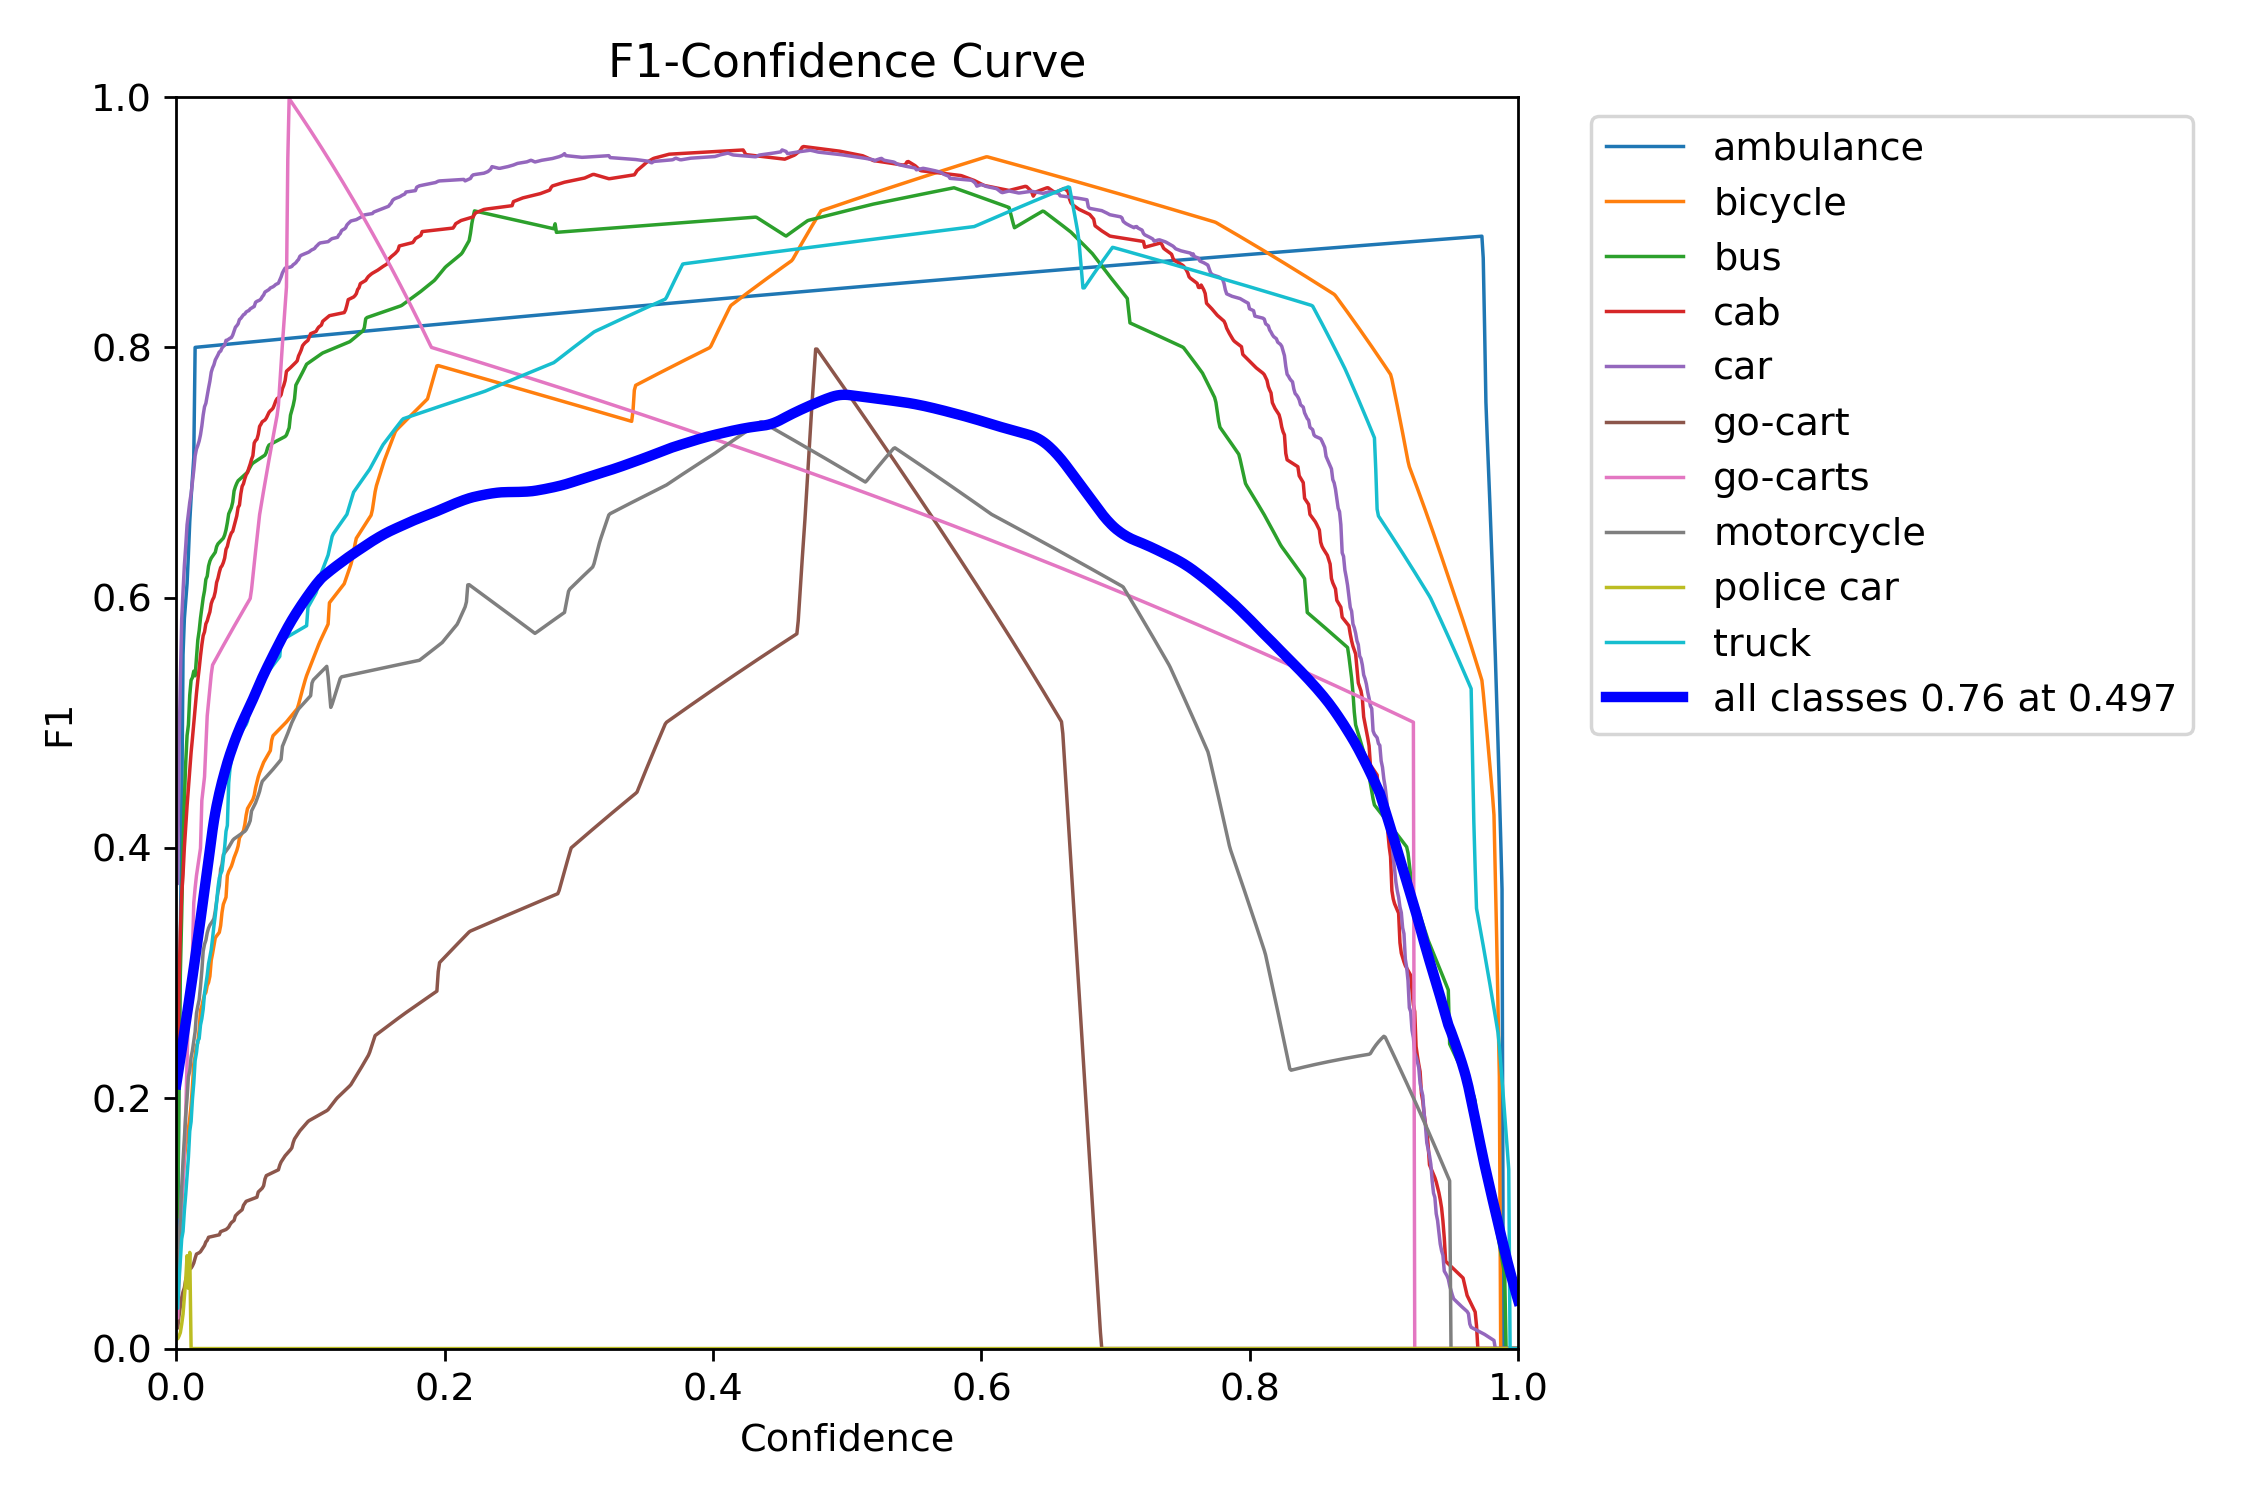 F1-Confidence Curve
1.0
0.8
0.6
0.4
0.2
0.0
F1
0.0 0.2 0.4 0.6 0.8 1.0
Confidence
ambulance
bicycle
bus
cab
car
go-cart
go-carts
motorcycle
police car
truck
all classes 0.76 at 0.497